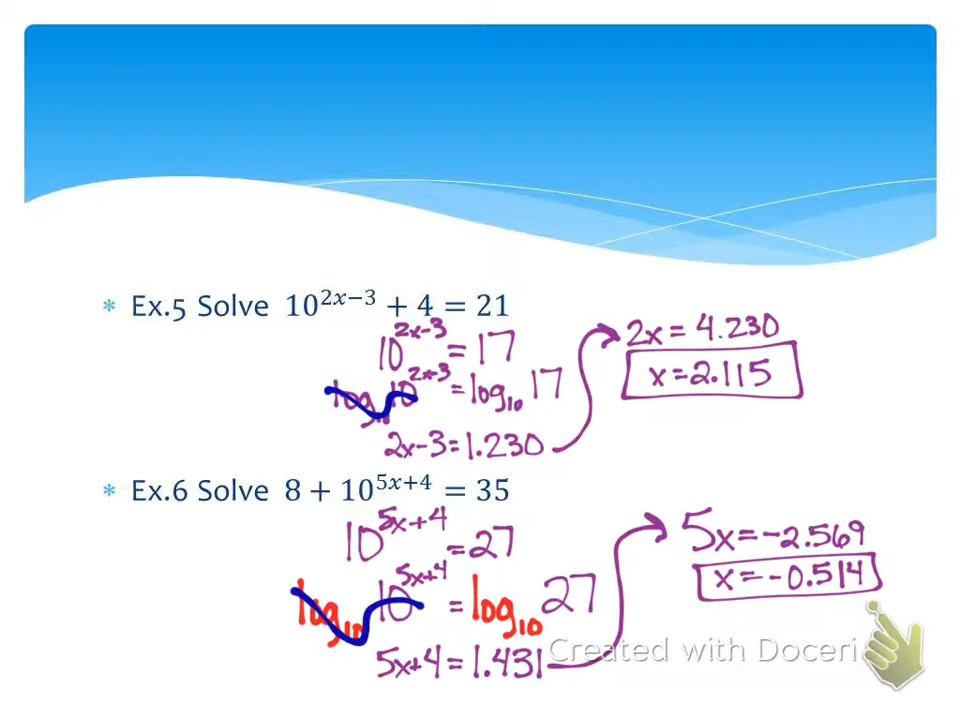 * Ex.5 Solve 10^{2x−3} + 4 = 21
10^{2x-3} = 17
log₁₀ 10^{2x-3} = log₁₀ 17
2x-3=1.230
2x = 4.230
x=2.115
* Ex.6 Solve 8 + 10^{5x+4} = 35
10^{5x+4} = 27
log₁₀ 10^{5x+4} = log₁₀ 27
5x+4=1.431
5x=-2.569
x=-0.514
Created with Doceri